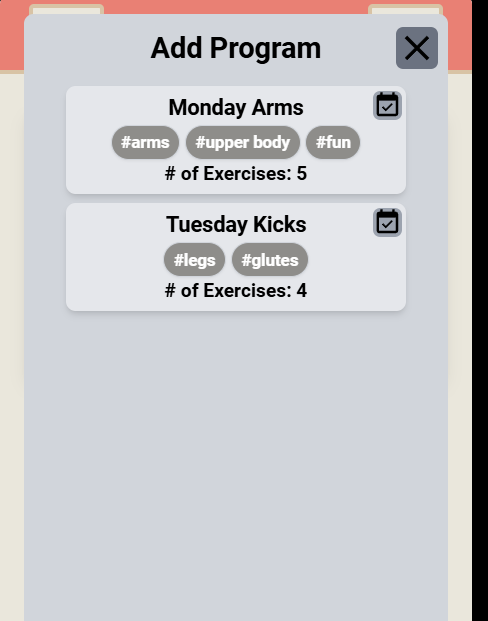 Add Program
Monday Arms
#arms #upper body #fun
# of Exercises: 5
Tuesday Kicks
#legs #glutes
# of Exercises: 4